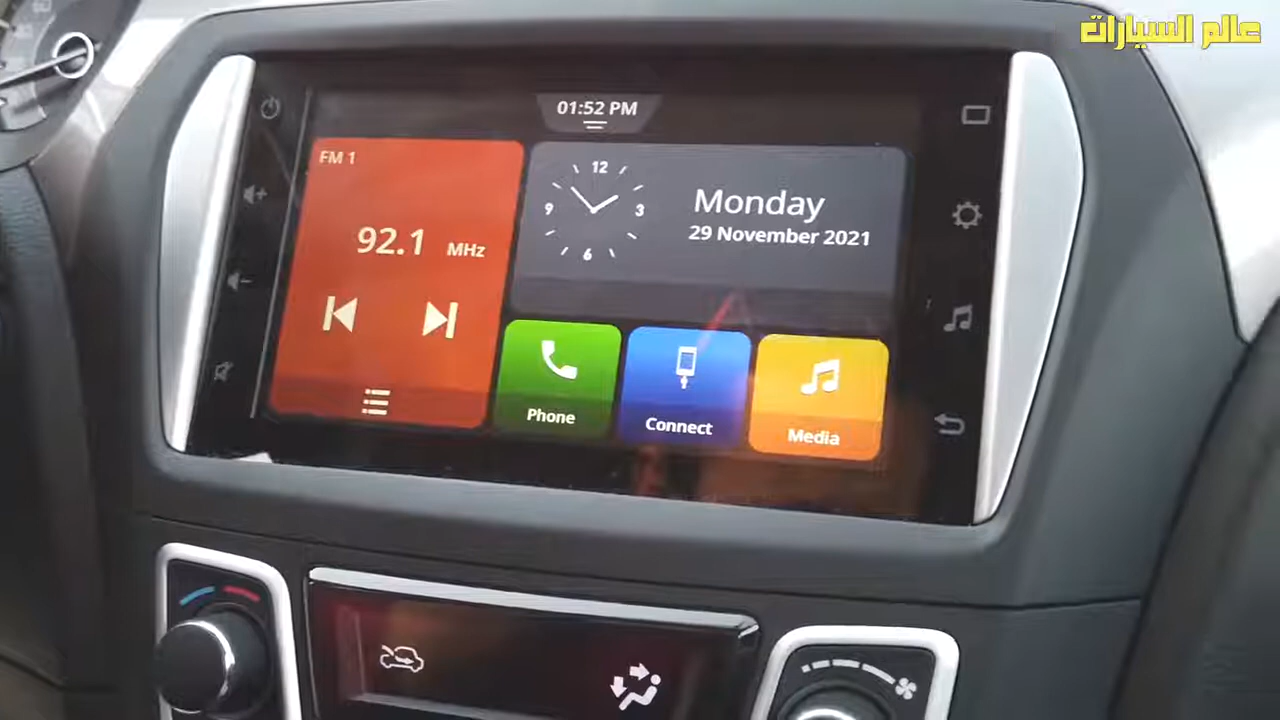 عالم السيارات
01:52 PM
FM 1
92.1 MHz
12
3
6
9
Monday
29 November 2021
Phone
Connect
Media